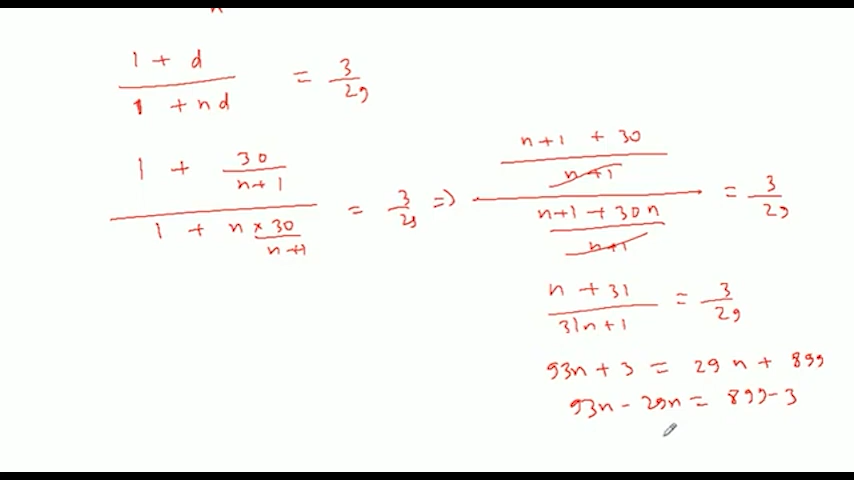 n
1 + d / 1 + nd = 3/29
1 + 30/n+1 / 1 + n × 30/n+1 = 3/29 => n+1 + 30/n+1 / n+1 + 30n/n+1 = 3/29
n + 31 / 31n+1 = 3/29
93n + 3 = 29n + 899
93n - 29n = 899 - 3